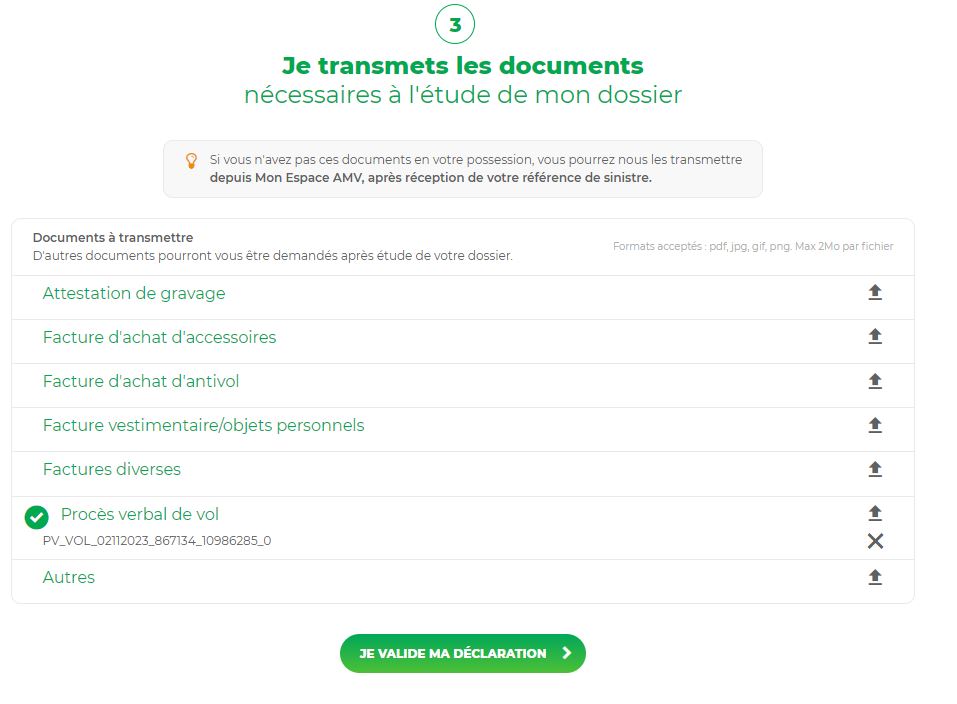 3
Je transmets les documents
nécessaires à l'étude de mon dossier
Si vous n'avez pas ces documents en votre possession, vous pourrez nous les transmettre
depuis Mon Espace AMV, après réception de votre référence de sinistre.
Documents à transmettre
D'autres documents pourront vous être demandés après étude de votre dossier.
Formats acceptés : pdf, jpg, gif, png. Max 2Mo par fichier
Attestation de gravage
Facture d'achat d'accessoires
Facture d'achat d'antivol
Facture vestimentaire/objets personnels
Factures diverses
Procès verbal de vol
PV_VOL_02112023_867134_10986285_0
Autres
JE VALIDE MA DÉCLARATION